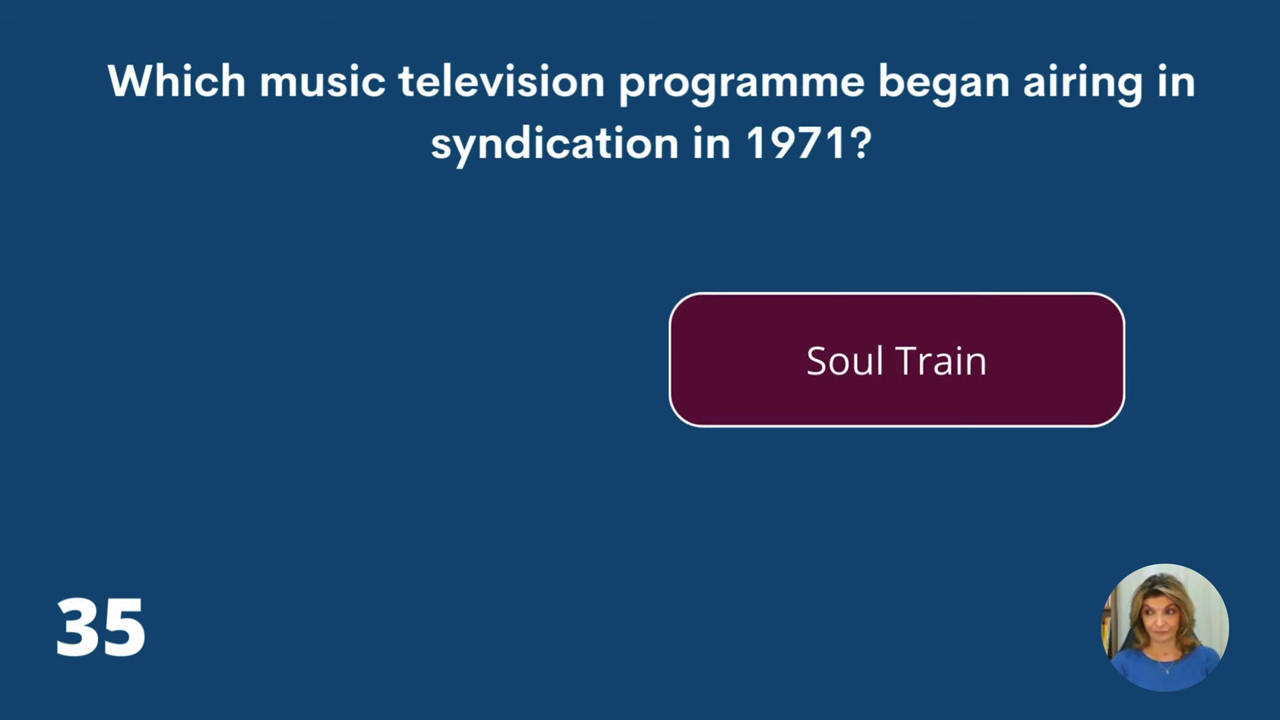 Which music television programme began airing in
syndication in 1971?
Soul Train
35